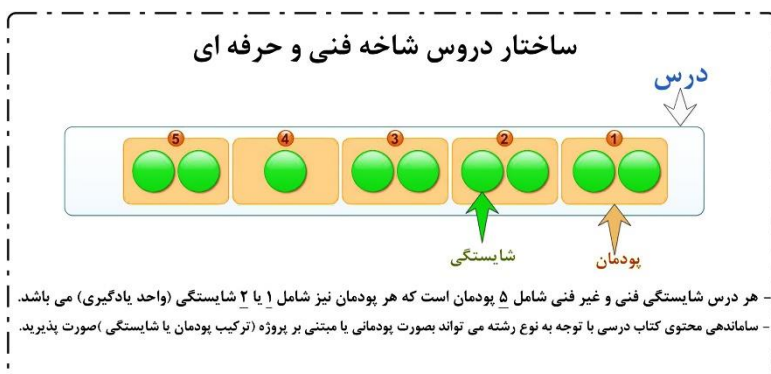 ساختار دروس شاخه فنی و حرفه ای
درس
1
2
3
4
5
شایستگی
پودمان
- هر درس شایستگی فنی و غیر فنی شامل ۵ پودمان است که هر پودمان نیز شامل ۱ یا ۲ شایستگی (واحد یادگیری) می باشد.
- ساماندهی محتوی کتاب درسی با توجه به نوع رشته می تواند بصورت پودمانی یا مبتنی بر پروژه (ترکیب پودمان یا شایستگی )صورت پذیرید.